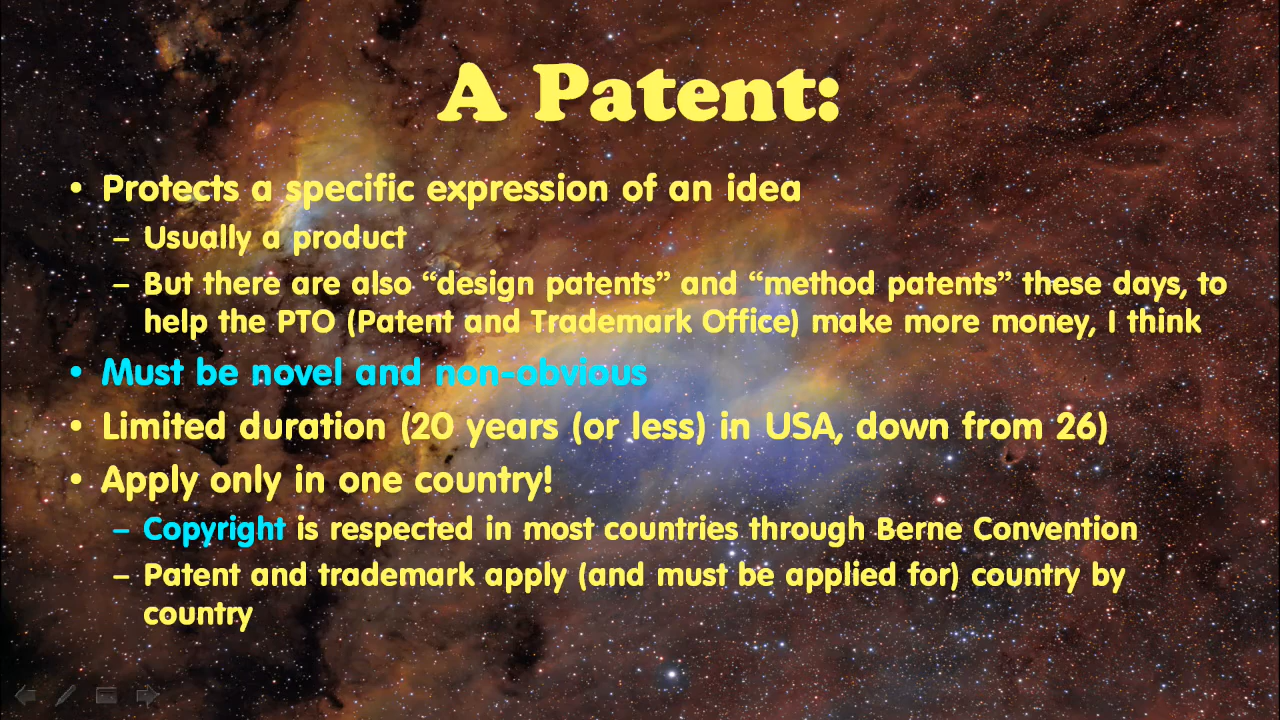 A Patent:
• Protects a specific expression of an idea
– Usually a product
– But there are also “design patents” and “method patents” these days, to
help the PTO (Patent and Trademark Office) make more money, I think
• Must be novel and non-obvious
• Limited duration (20 years (or less) in USA, down from 26)
• Apply only in one country!
– Copyright is respected in most countries through Berne Convention
– Patent and trademark apply (and must be applied for) country by
country